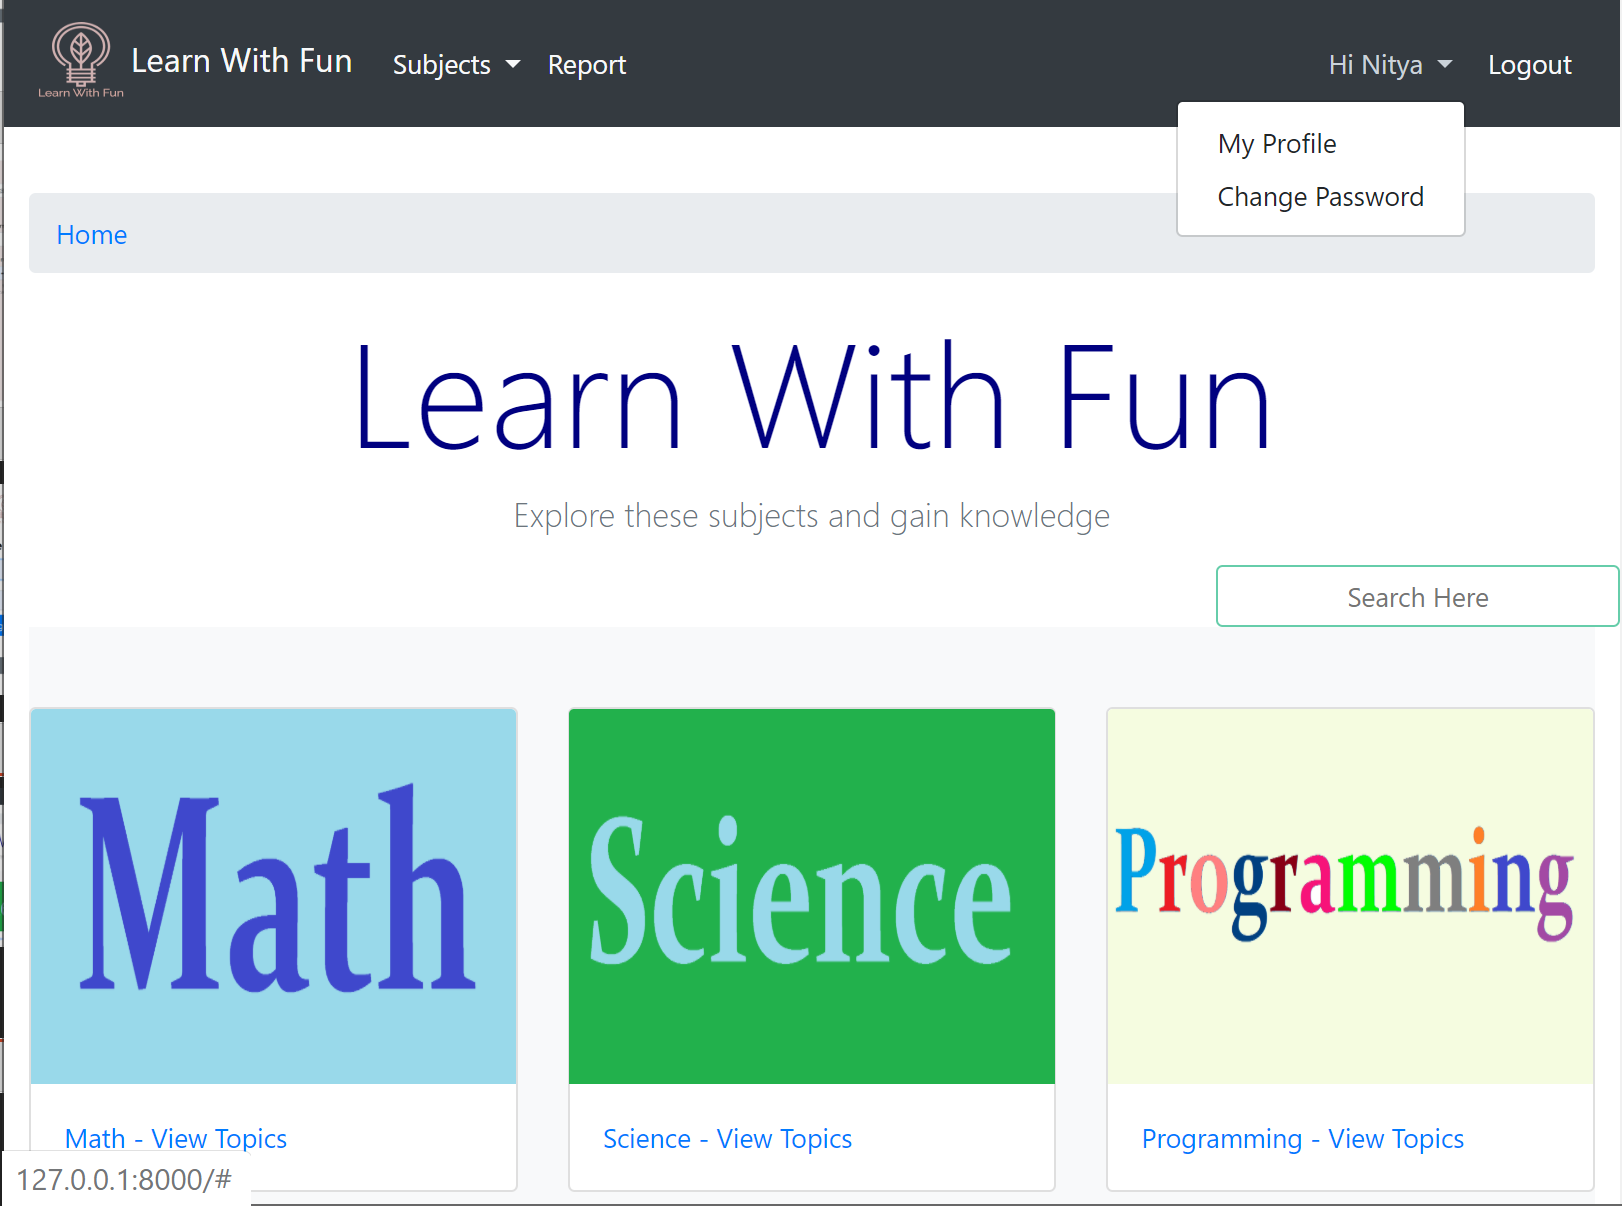 Learn With Fun
Learn With Fun Subjects Report Hi Nitya Logout
My Profile
Change Password
Home
Learn With Fun
Explore these subjects and gain knowledge
Search Here
Math Science Programming
Math - View Topics Science - View Topics Programming - View Topics
127.0.0.1:8000/#